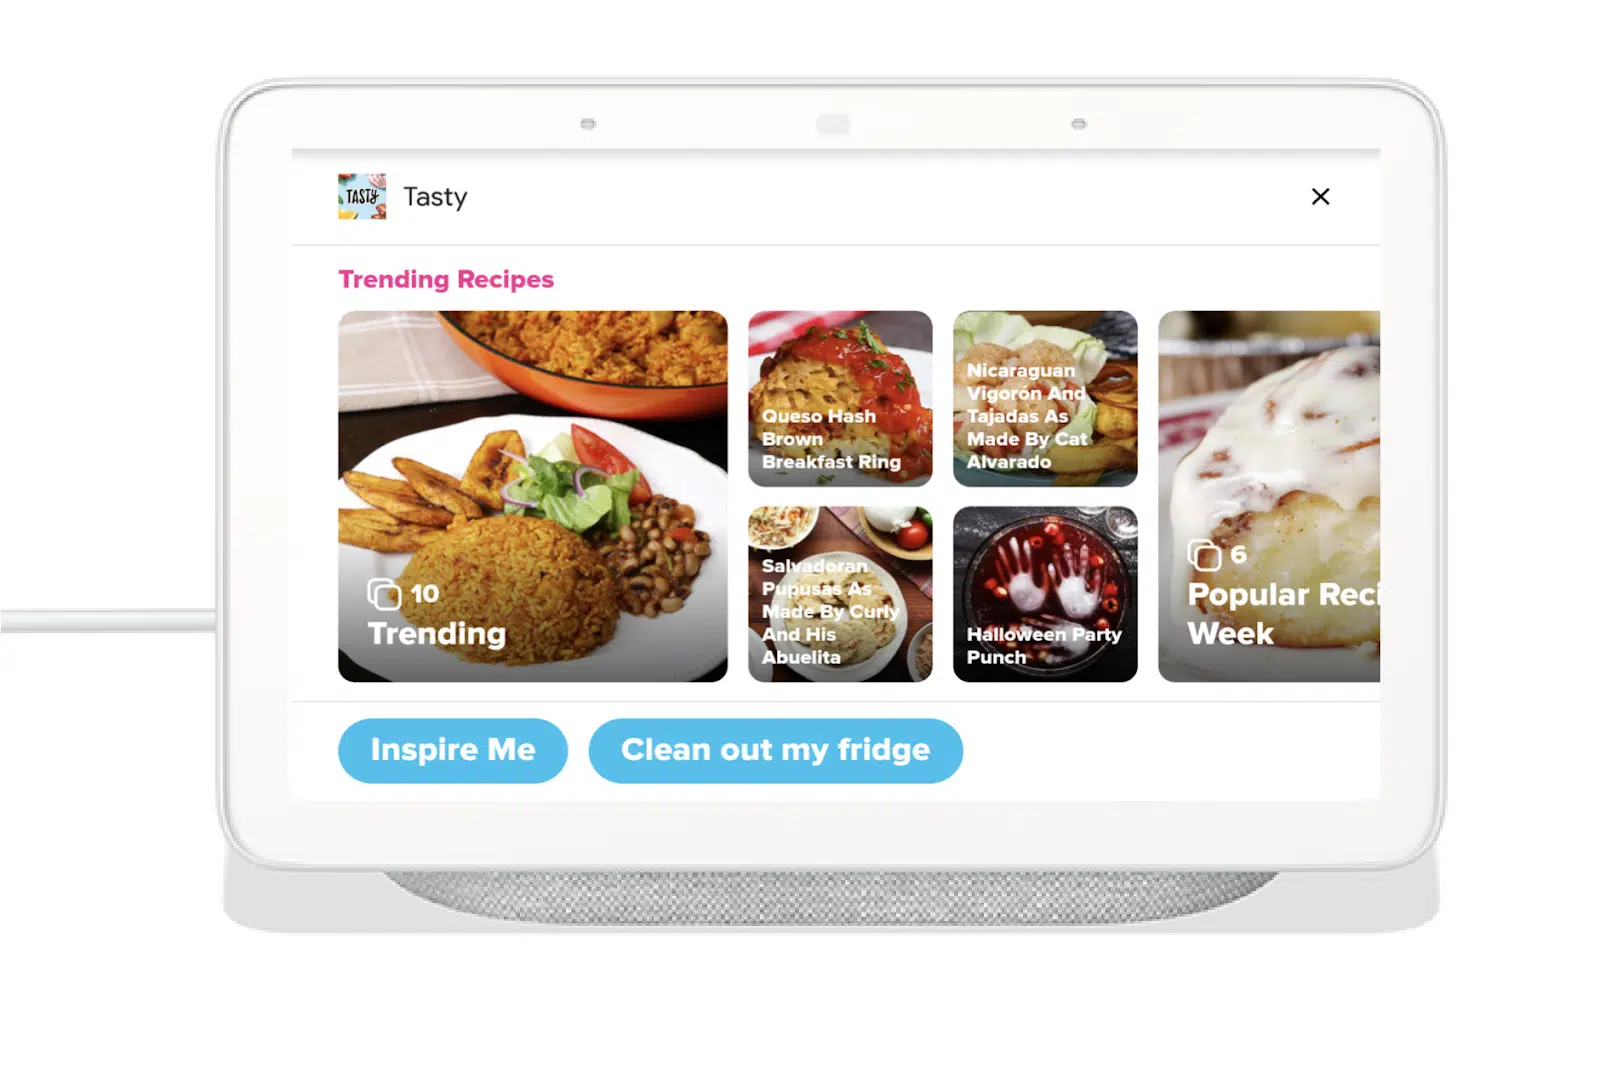 TASTY
Tasty
Trending Recipes
10
Trending
Queso Hash
Brown
Breakfast Ring
Nicaraguan
Vigorón And
Tajadas As
Made By Cat
Alvarado
Salvadoran
Pupusas As
Made By Curly
And His
Abuelita
Halloween Party
Punch
6
Popular Reci
Week
Inspire Me
Clean out my fridge